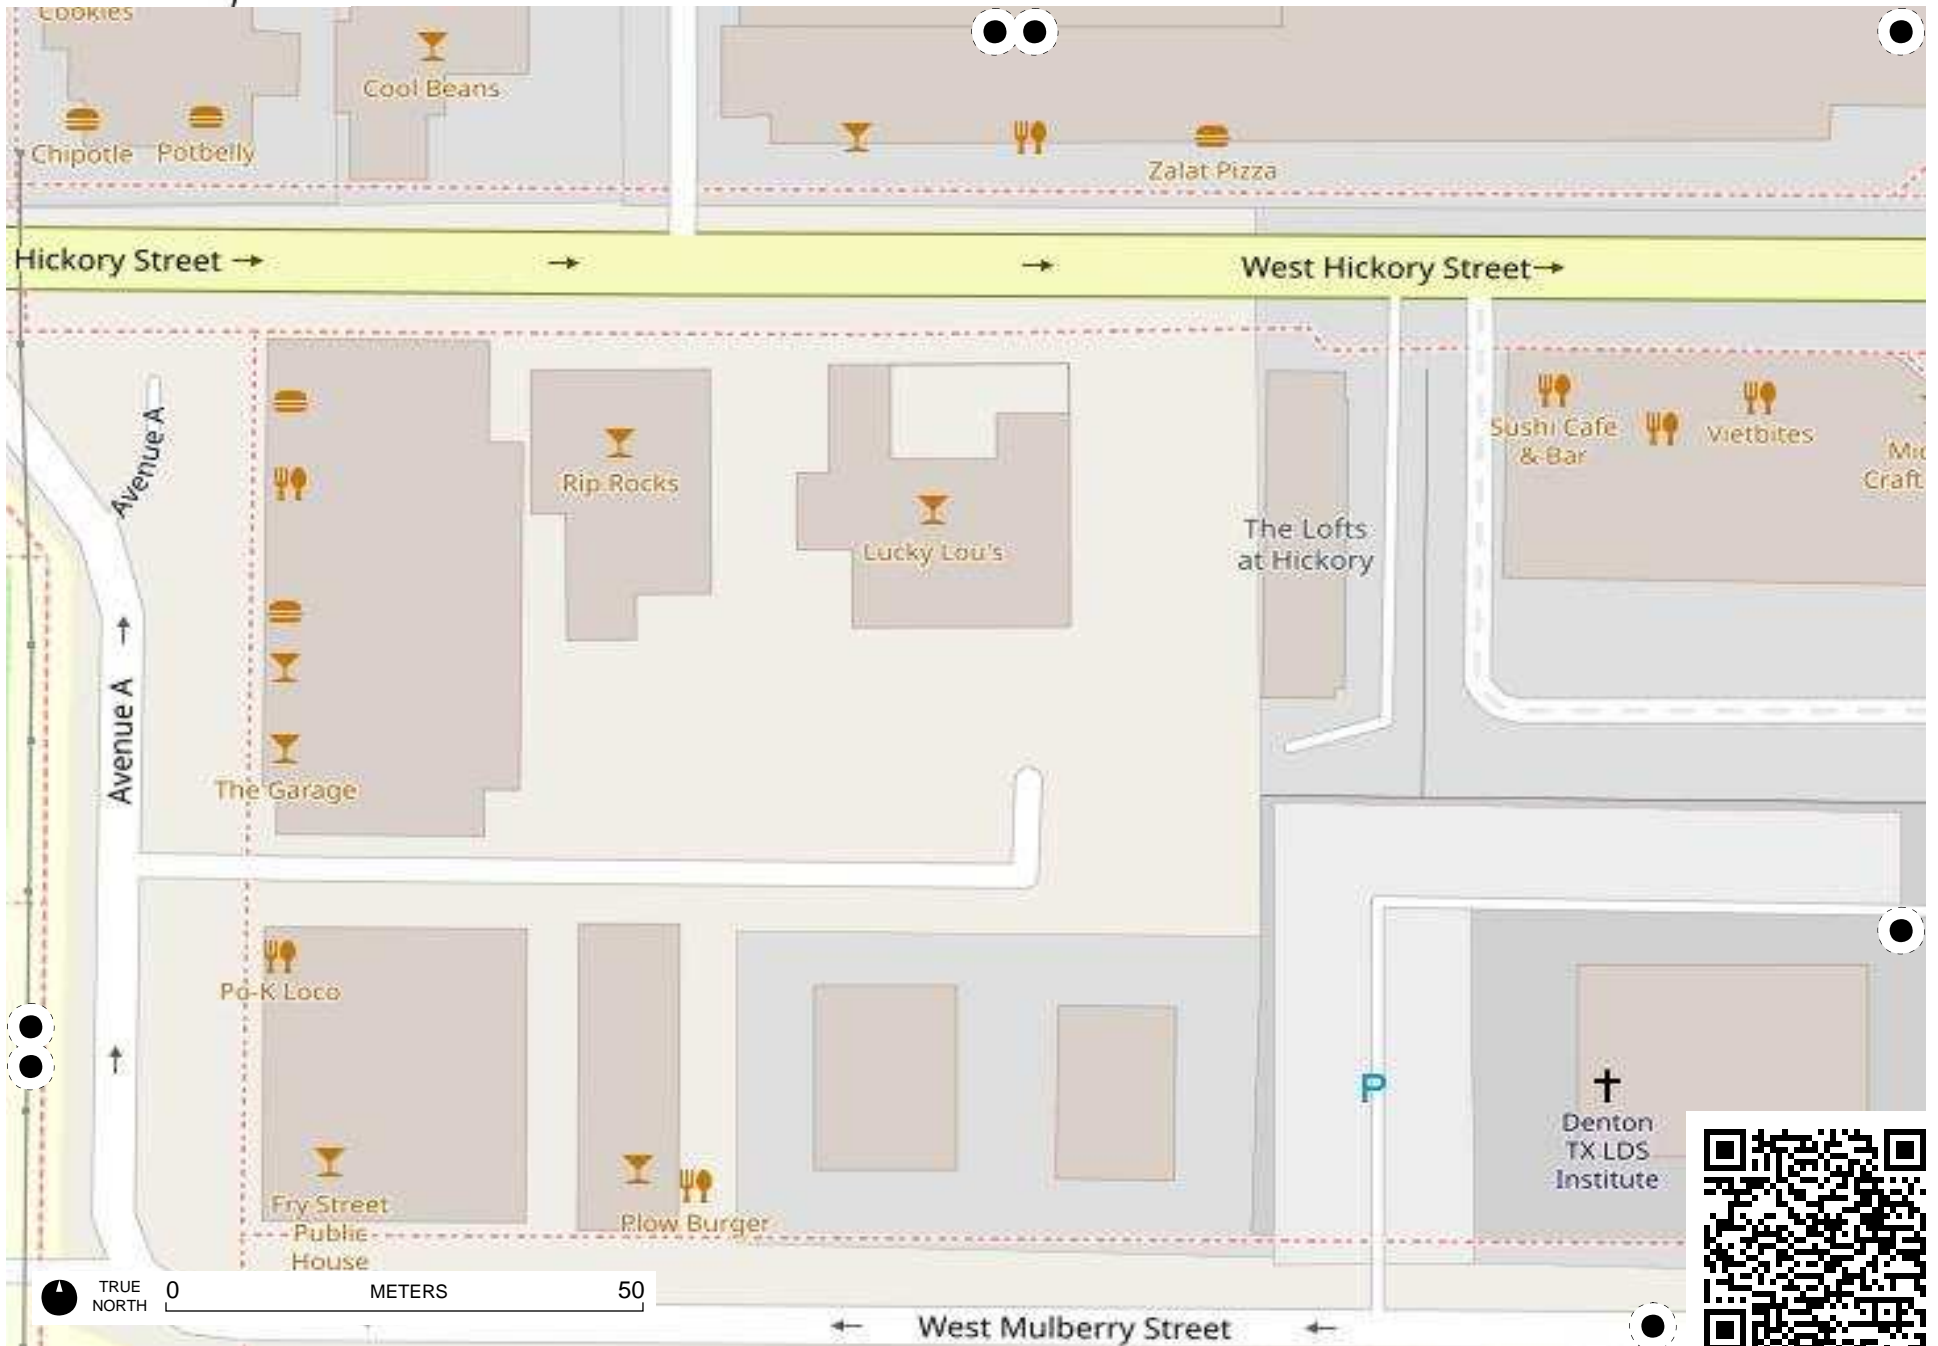 Cookies
Cool Beans
Chipotle
Potbelly
Zalat Pizza
Hickory Street
West Hickory Street
Avenue A
Rip Rocks
Lucky Lou's
The Lofts
at Hickory
Sushi Cafe
& Bar
Vietbites
Craft
Avenue A
The Garage
Po-K Loco
P
Denton
TX LDS
Institute
Fry Street
Public
House
Plow Burger
TRUE
NORTH
0
METERS
50
West Mulberry Street